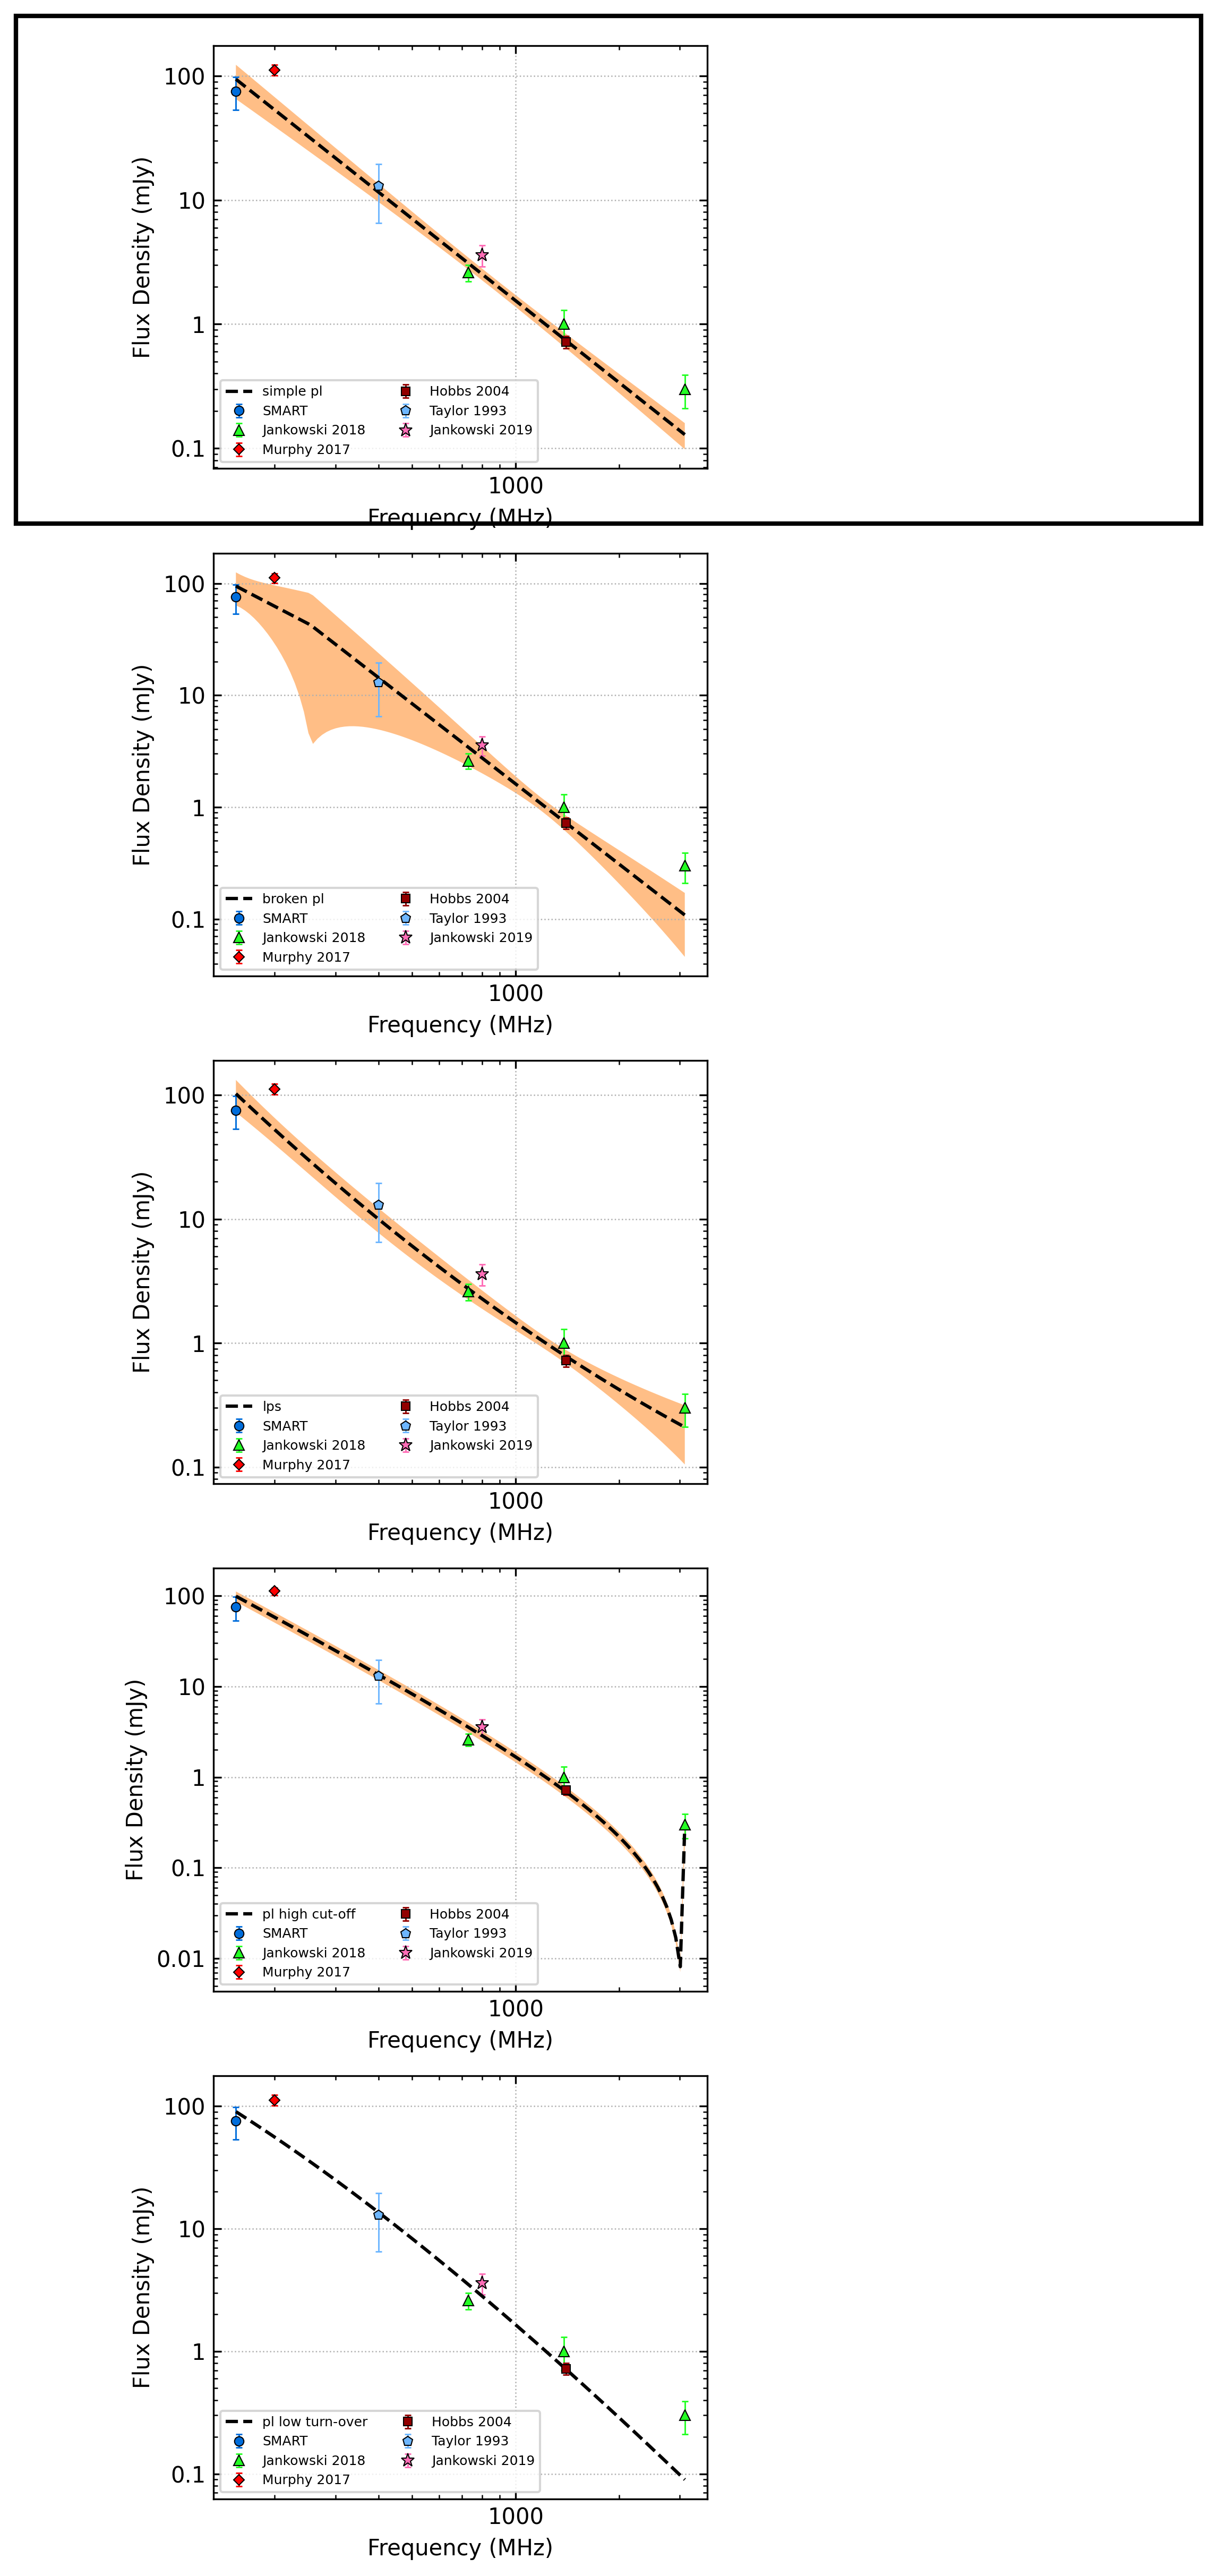 100
10
1
0.1
Flux Density (mJy)
simple pl
SMART
Jankowski 2018
Murphy 2017
Hobbs 2004
Taylor 1993
Jankowski 2019
1000
Frequency (MHz)
100
10
1
0.1
Flux Density (mJy)
broken pl
SMART
Jankowski 2018
Murphy 2017
Hobbs 2004
Taylor 1993
Jankowski 2019
1000
Frequency (MHz)
100
10
1
0.1
Flux Density (mJy)
lps
SMART
Jankowski 2018
Murphy 2017
Hobbs 2004
Taylor 1993
Jankowski 2019
1000
Frequency (MHz)
100
10
1
0.1
0.01
Flux Density (mJy)
pl high cut-off
SMART
Jankowski 2018
Murphy 2017
Hobbs 2004
Taylor 1993
Jankowski 2019
1000
Frequency (MHz)
100
10
1
0.1
Flux Density (mJy)
pl low turn-over
SMART
Jankowski 2018
Murphy 2017
Hobbs 2004
Taylor 1993
Jankowski 2019
1000
Frequency (MHz)